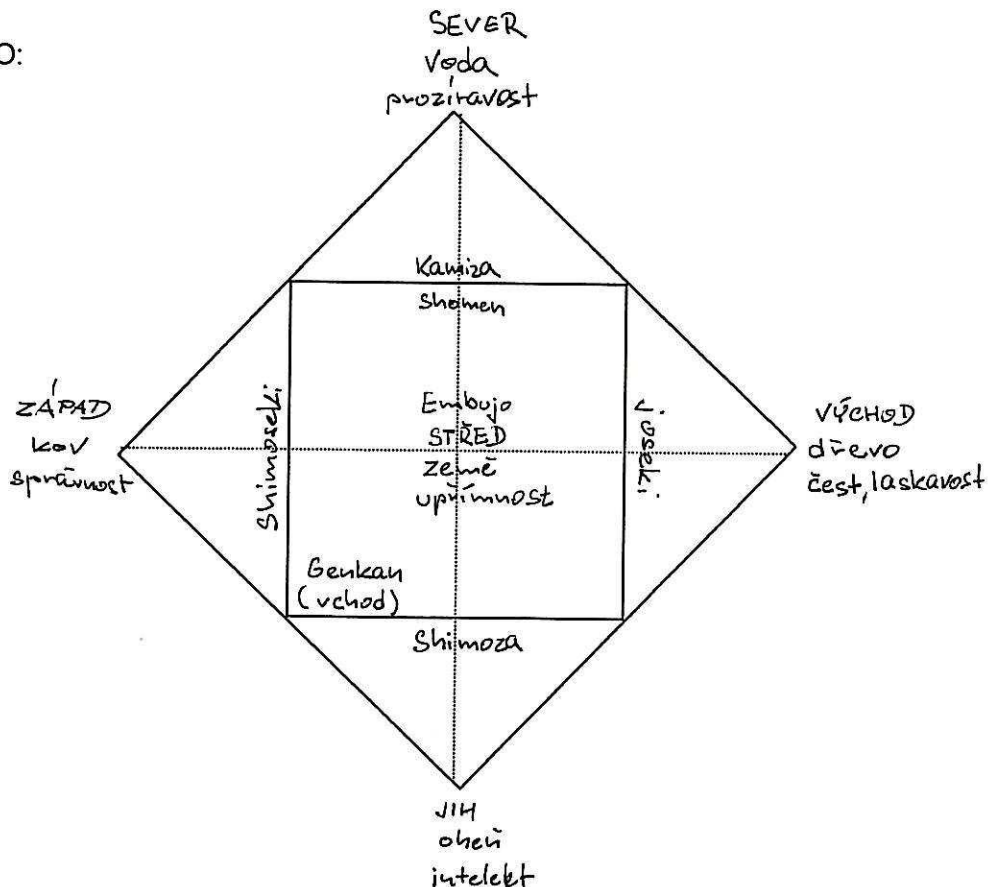 O:
SEVER
voda
prozíravost
Kamiza
Shomen
ZÁPAD
kov
správnost
Shimoseki
Embujo
STŘED
země
upřímnost
joseki
VÝCHOD
dřevo
čest, laskavost
Genkan
(vchod)
Shimoza
JIH
oheň
intelekt